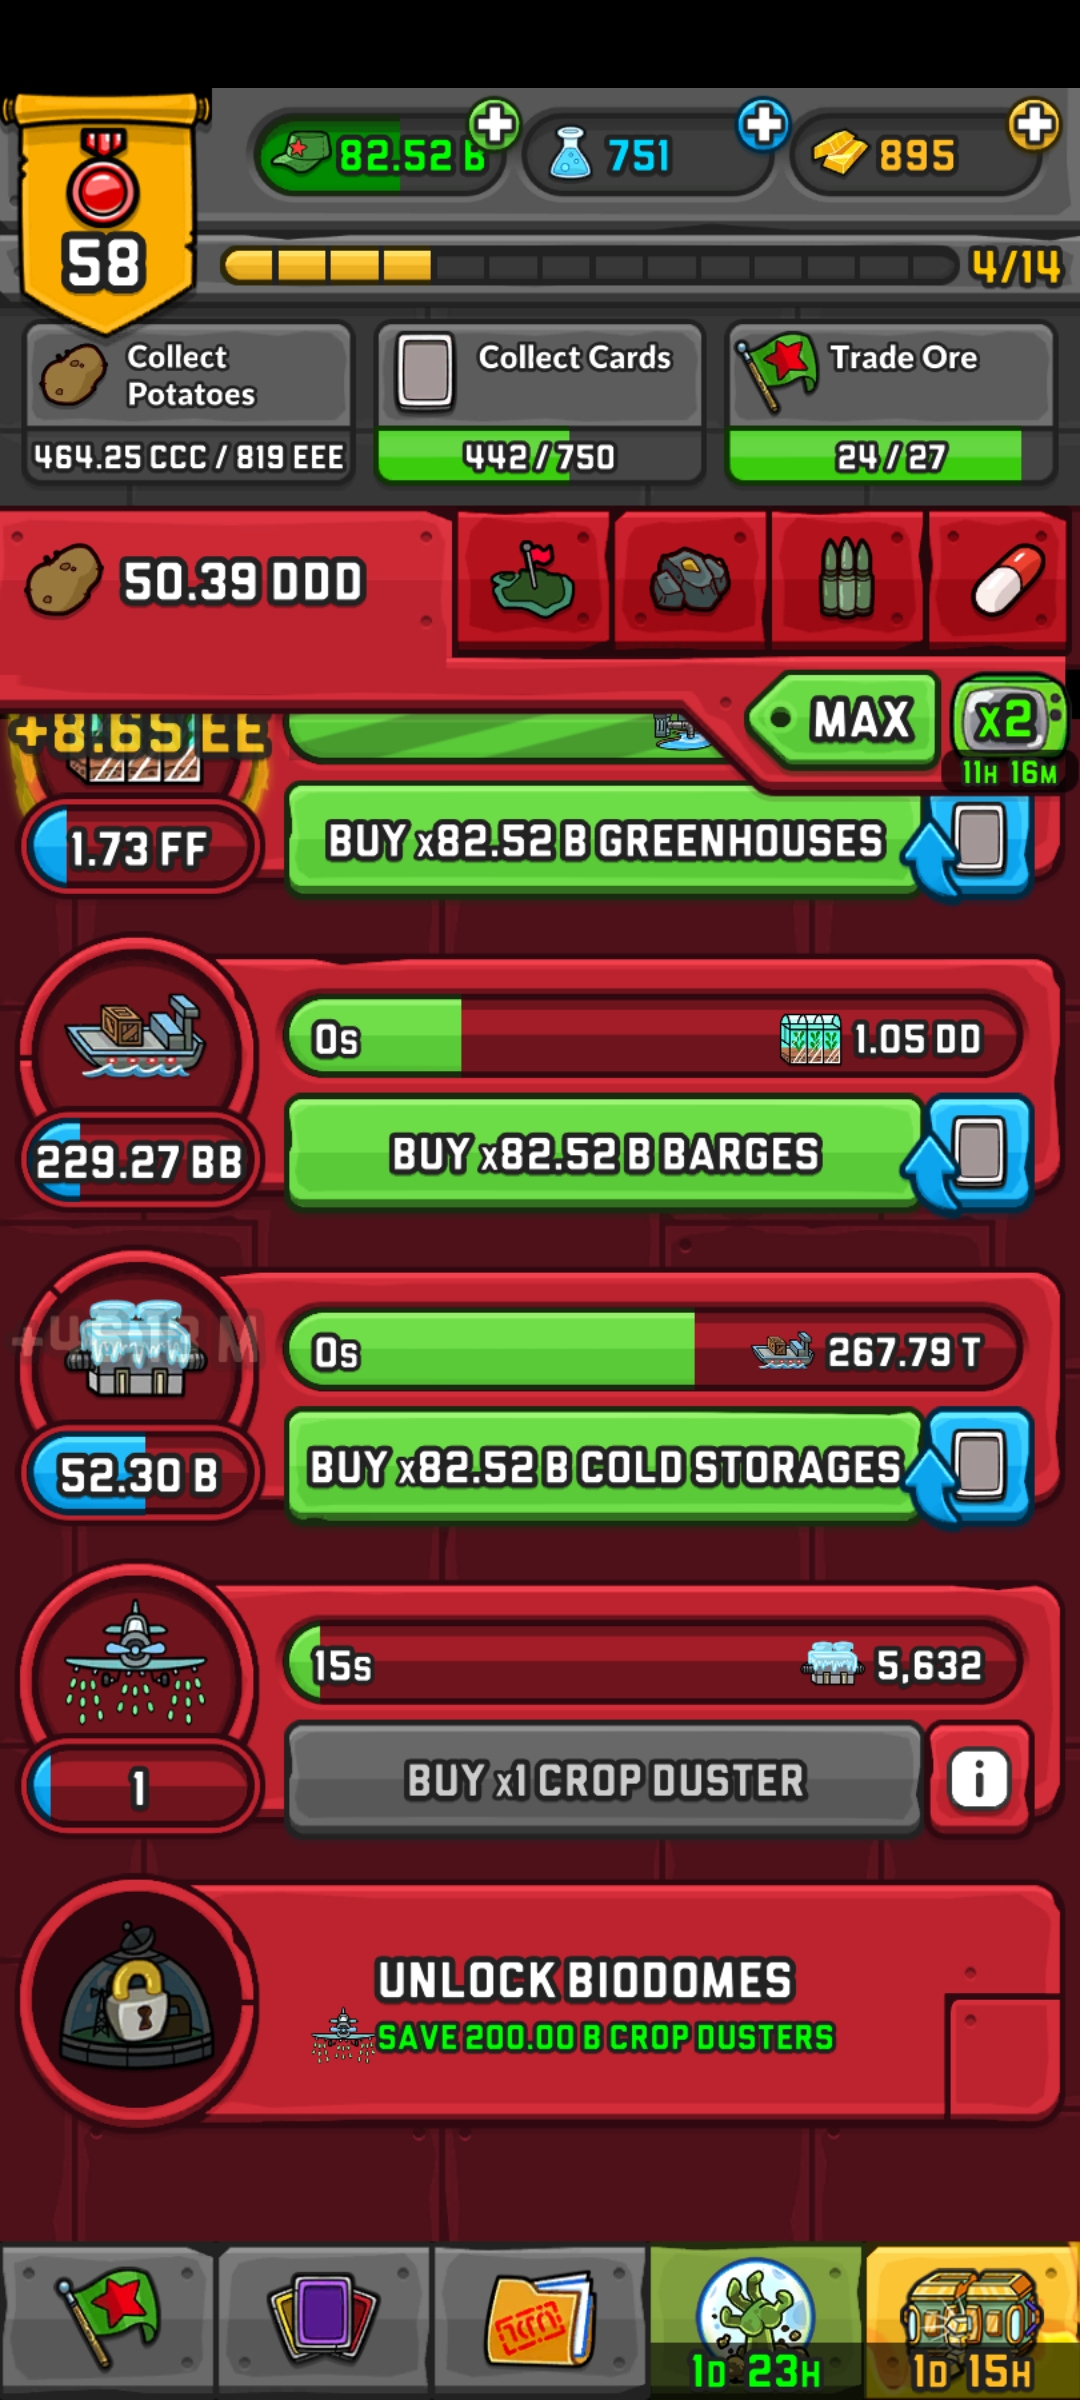 82.52 B
751
895
58
4/14
Collect Potatoes
Collect Cards
Trade Ore
464.25 CCC / 819 EEE
442/750
24/27
50.39 DDD
MAX
x2
11H 16M
+8.65 EE
1.73 FF
BUY x82.52 B GREENHOUSES
0s
1.05 DD
229.27 BB
BUY x82.52 B BARGES
0s
267.79 T
52.30 B
BUY x82.52 B COLD STORAGES
15s
5,632
1
BUY x1 CROP DUSTER
i
UNLOCK BIODOMES
SAVE 200.00 B CROP DUSTERS
1D 23H
1D 15H